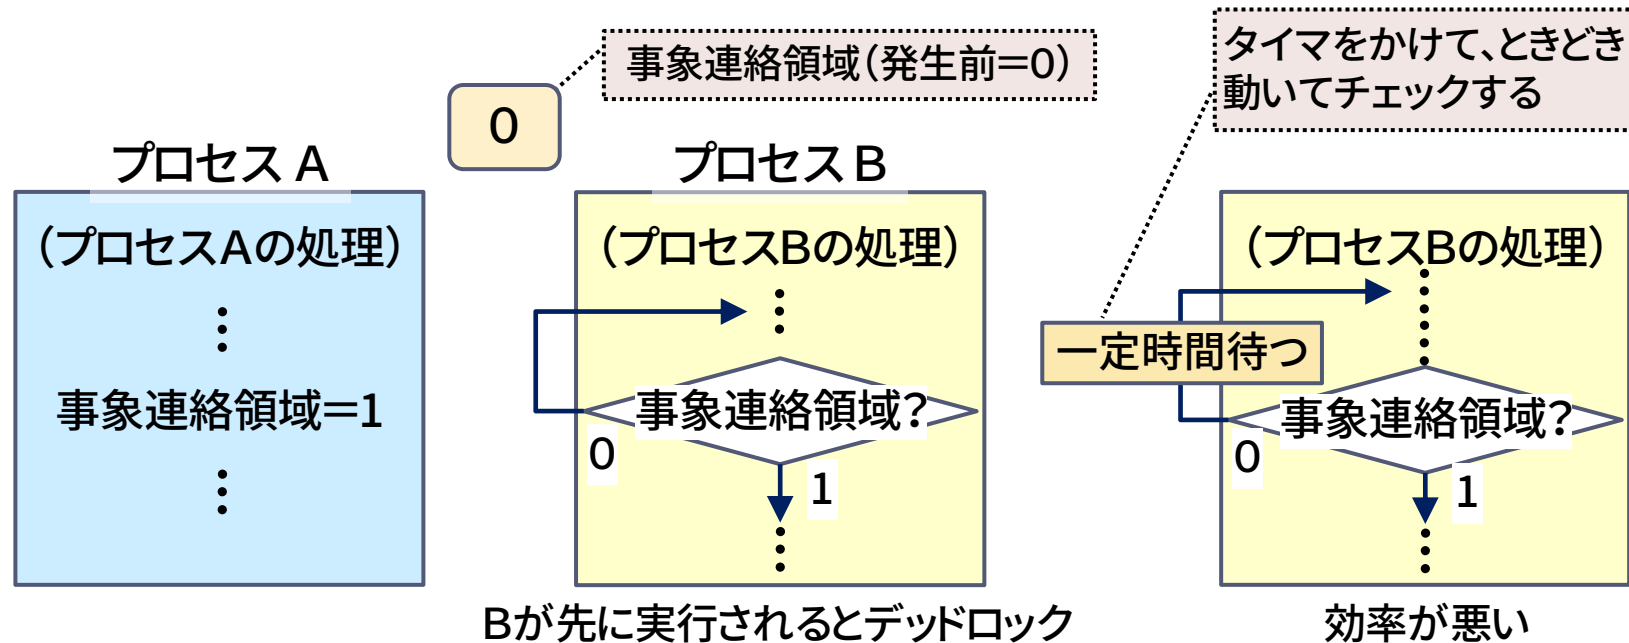 事象連絡領域(発生前=0)
タイマをかけて、ときどき
動いてチェックする
0
プロセス A
プロセス B
(プロセスAの処理)
事象連絡領域=1
(プロセスBの処理)
事象連絡領域?
0
1
(プロセスBの処理)
一定時間待つ
事象連絡領域?
0
1
Bが先に実行されるとデッドロック
効率が悪い